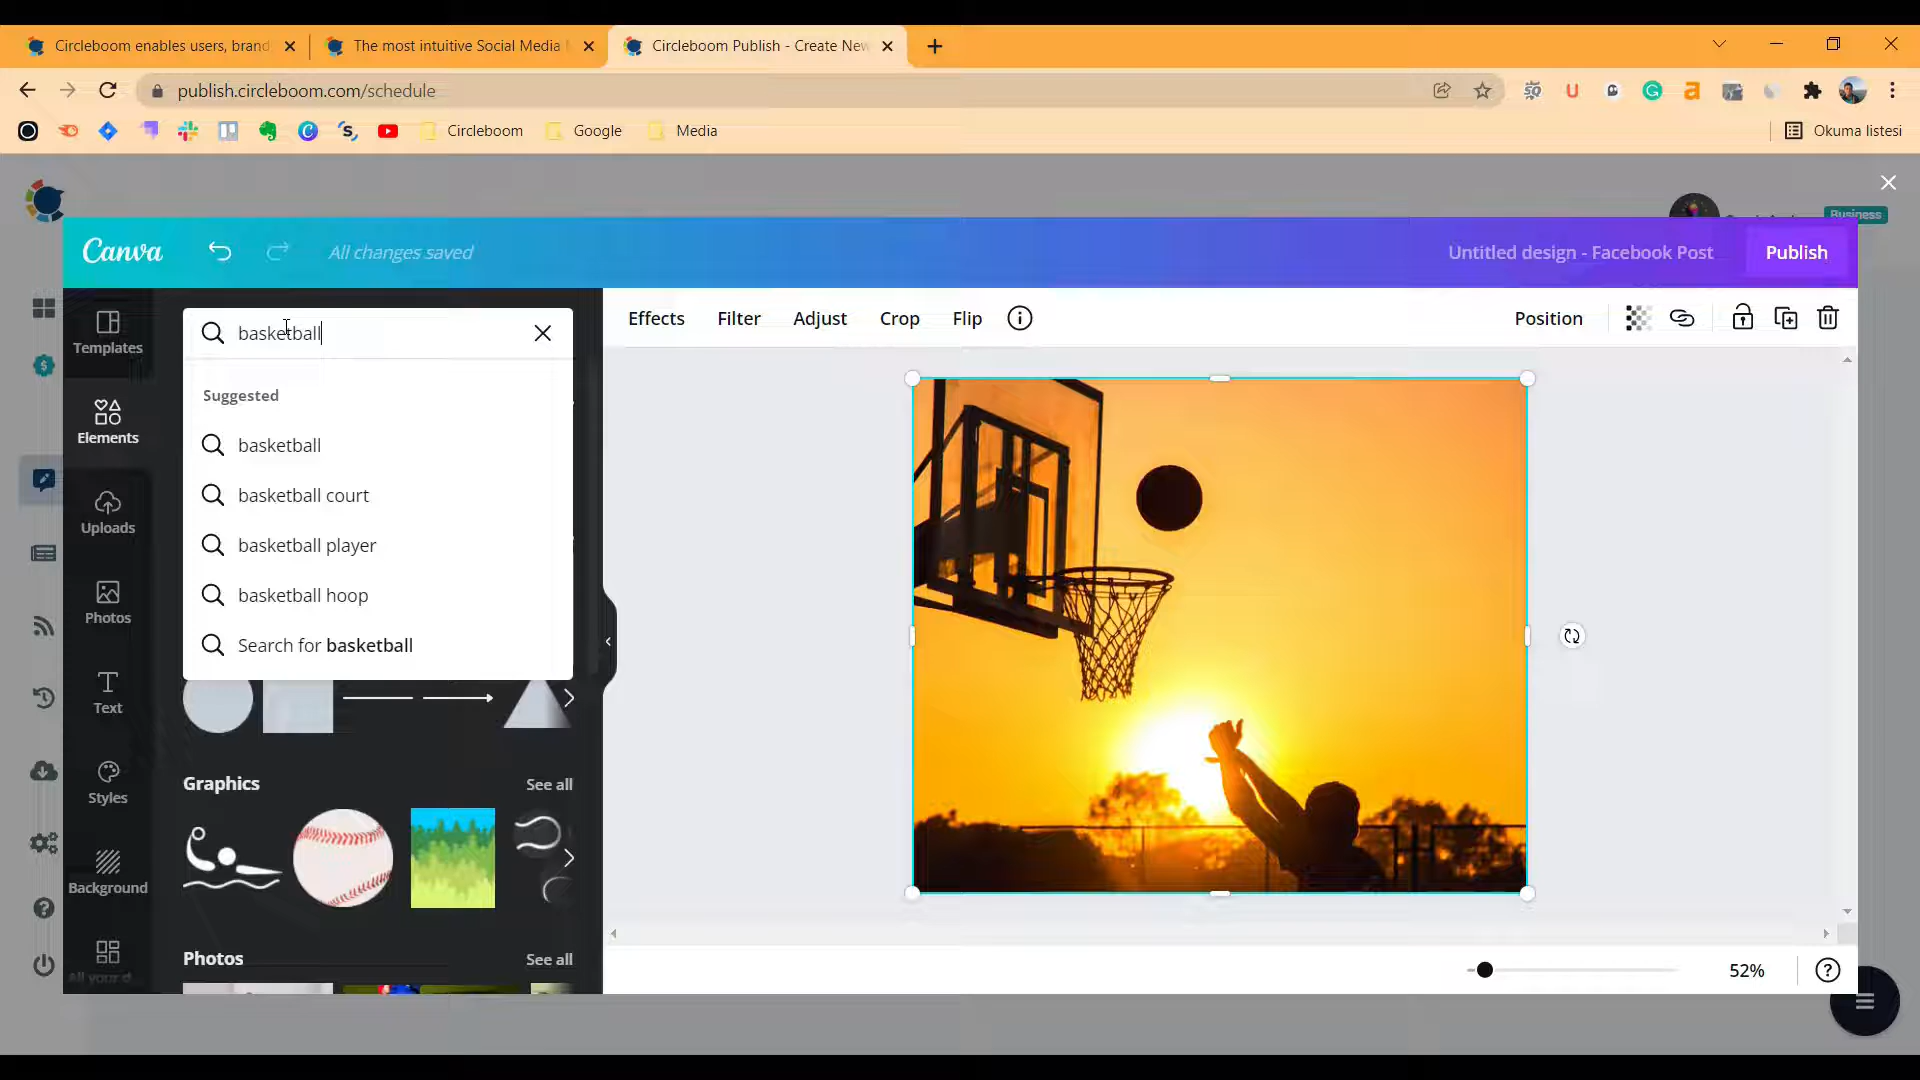 Circleboom enables users, brand
The most intuitive Social Media
Circleboom Publish - Create New
publish.circleboom.com/schedule
Circleboom
Google
Media
Okuma listesi
Business
Canva
All changes saved
Untitled design - Facebook Post
Publish
Templates
Elements
Uploads
Photos
Text
Styles
Background
All your d
basketball
Suggested
basketball
basketball court
basketball player
basketball hoop
Search for basketball
Graphics
See all
Photos
See all
Effects
Filter
Adjust
Crop
Flip
Position
52%